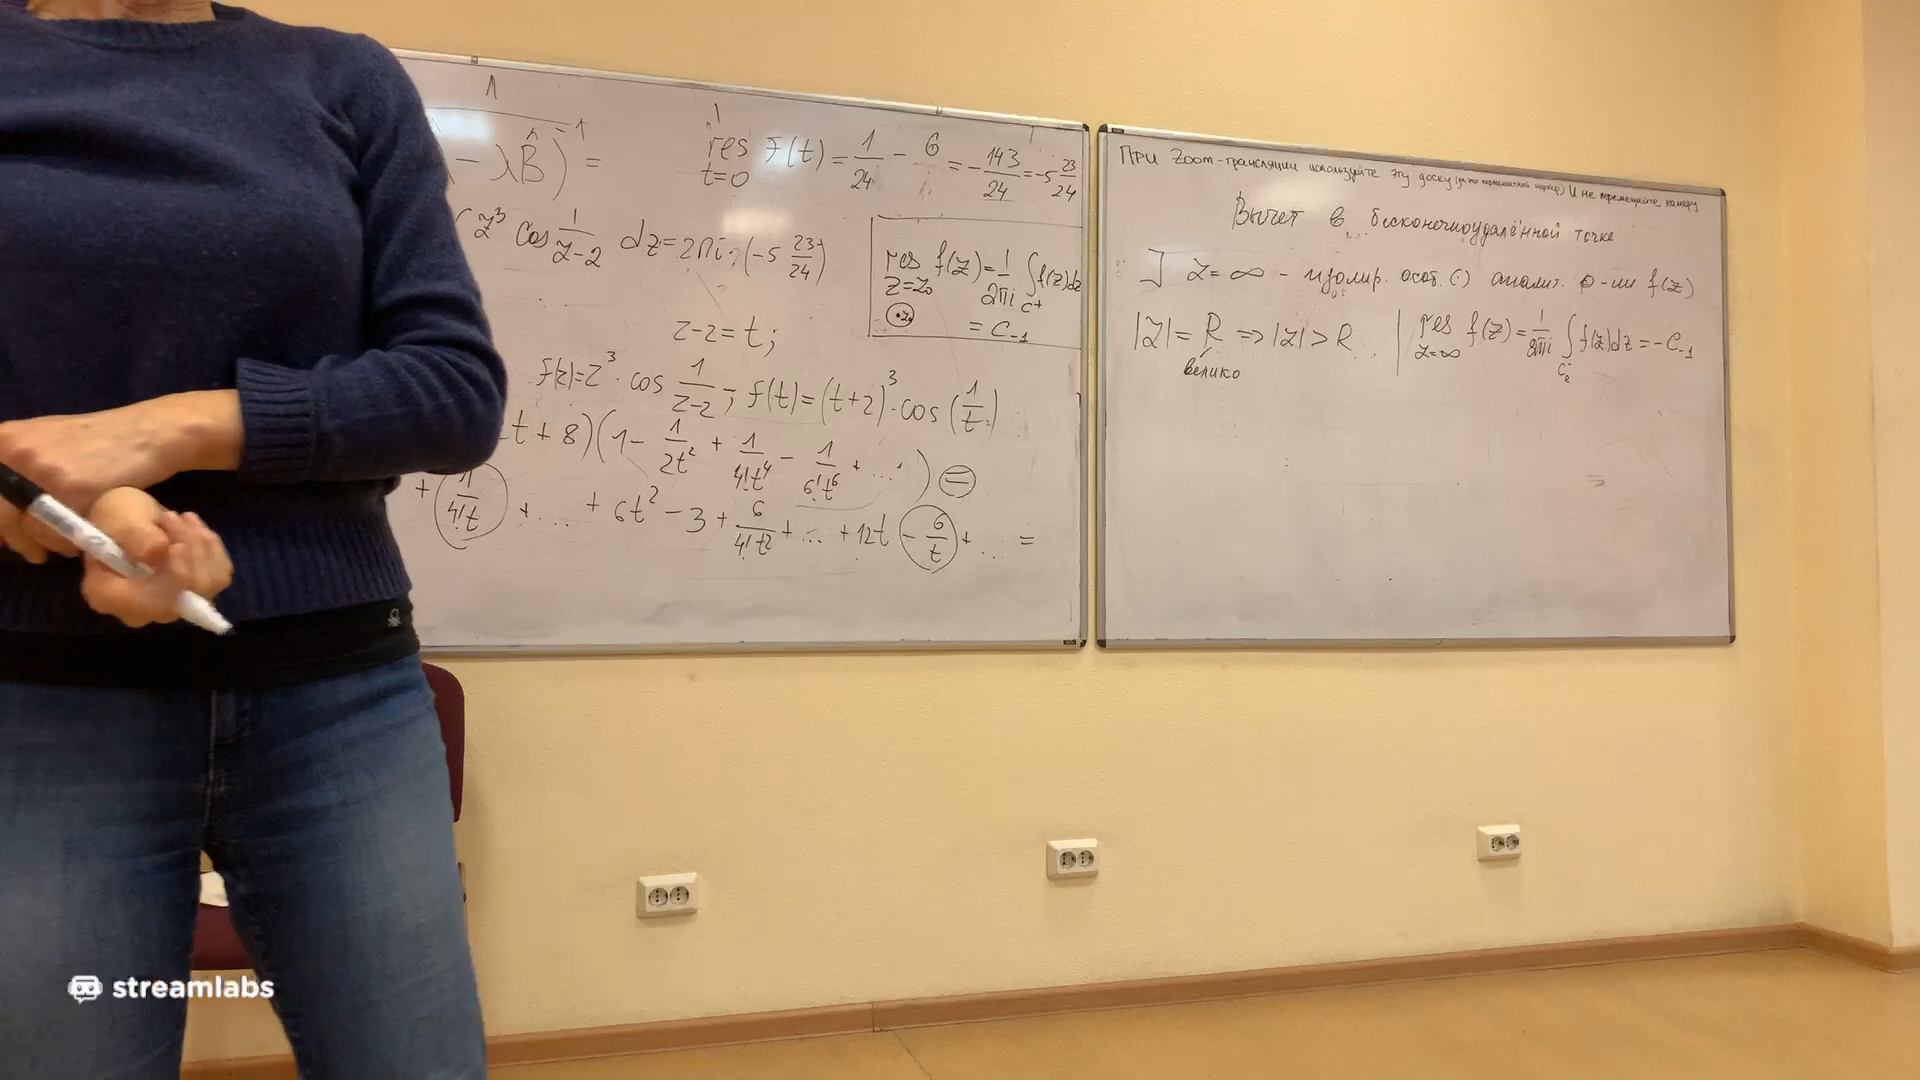 1
− λB̂)⁻¹ =
res F(t) = 1/24 − 6 = −143/24 = −5 23/24
t=0
∫ z³ cos 1/(z−2) dz = 2πi · (−5 23/24)
res f(z) = 1/2πi ∫ f(z)dz
z=z₀ C⁺
= C₋₁
z−2 = t;
f(z) = z³ · cos 1/(z−2); f(t) = (t+2)³ · cos(1/t)
t + 8)(1 − 1/2t² + 1/4!t⁴ − 1/6!t⁶ + ...) =
+ 1/4!t + ... + 6t² − 3 + 6/4!t² + ... + 12t − 6/t + ... =
При Zoom-трансляции используйте эту доску И не перемещайте камеру
Вычет в бесконечноудалённой точке
] z = ∞ – изолир. особ. (·) аналит. ф-ии f(z)
|z| = R ⇒ |z| > R | res f(z) = 1/2πi ∫ f(z)dz = −C₋₁
велико z=∞
streamlabs